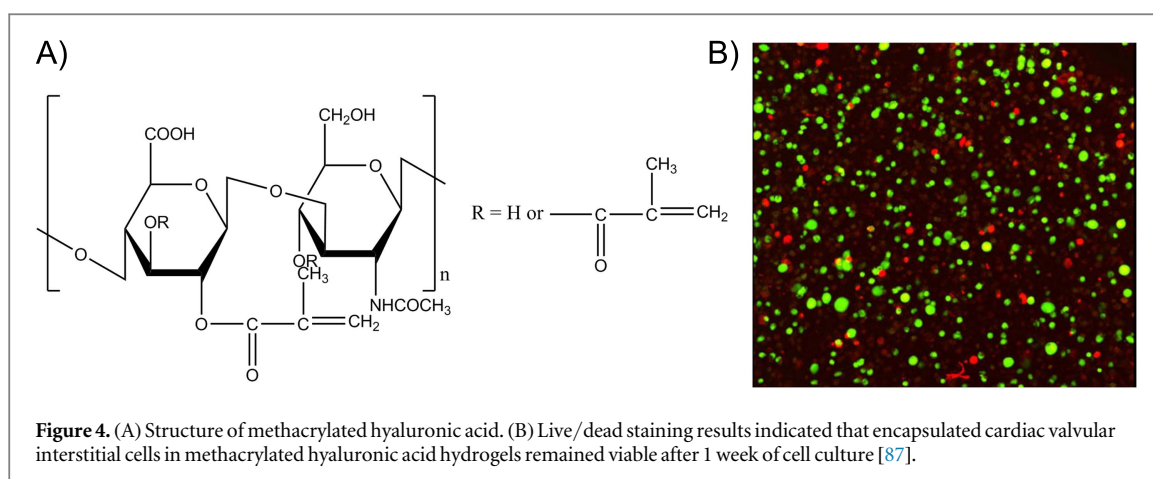 A)
B)
COOH
O
OR
O
O
O
C
O
CH3
CH2
CH2OH
O
OR
NHCOCH3
n
R = H or
C
O
CH3
CH2
Figure 4. (A) Structure of methacrylated hyaluronic acid. (B) Live/dead staining results indicated that encapsulated cardiac valvular
interstitial cells in methacrylated hyaluronic acid hydrogels remained viable after 1 week of cell culture [87].